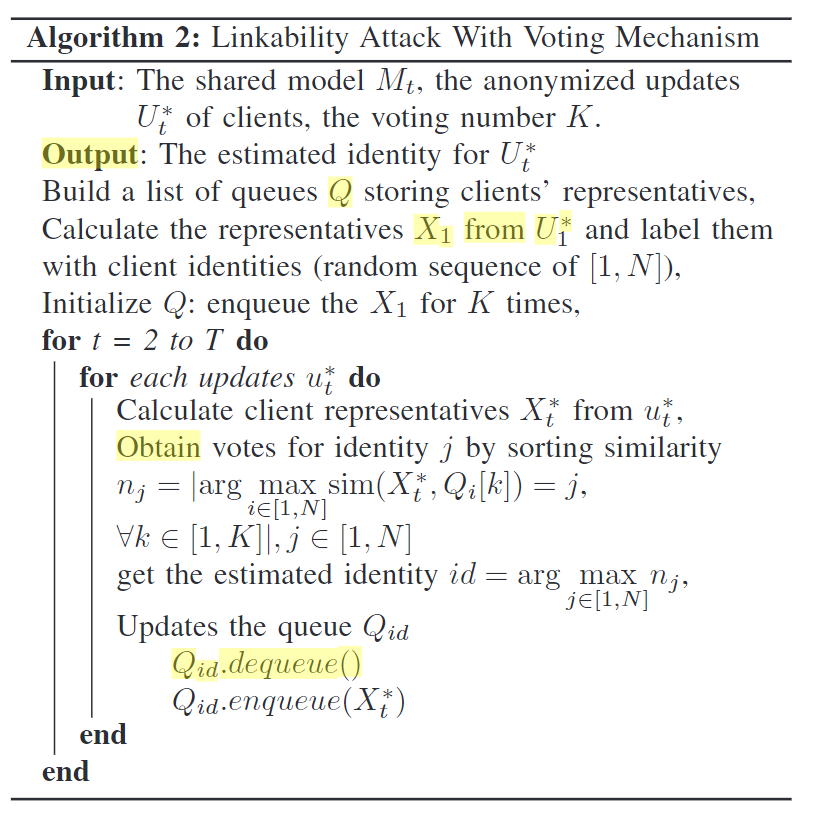 Algorithm 2: Linkability Attack With Voting Mechanism
Input: The shared model $M_t$, the anonymized updates
$U_t^*$ of clients, the voting number $K$.
Output: The estimated identity for $U_t^*$
Build a list of queues $Q$ storing clients' representatives,
Calculate the representatives $X_1$ from $U_1^*$ and label them
with client identities (random sequence of $[1, N]$),
Initialize $Q$: enqueue the $X_1$ for $K$ times,
for t = 2 to T do
for each updates $u_t^*$ do
Calculate client representatives $X_t^*$ from $u_t^*$,
Obtain votes for identity $j$ by sorting similarity
$n_j = |\arg \max_{i \in [1,N]} \text{sim}(X_t^*, Q_i[k]) = j,$
$\forall k \in [1, K]|, j \in [1, N]$
get the estimated identity $id = \arg \max_{j \in [1,N]} n_j$,
Updates the queue $Q_{id}$
$Q_{id}.dequeue()$
$Q_{id}.enqueue(X_t^*)$
end
end